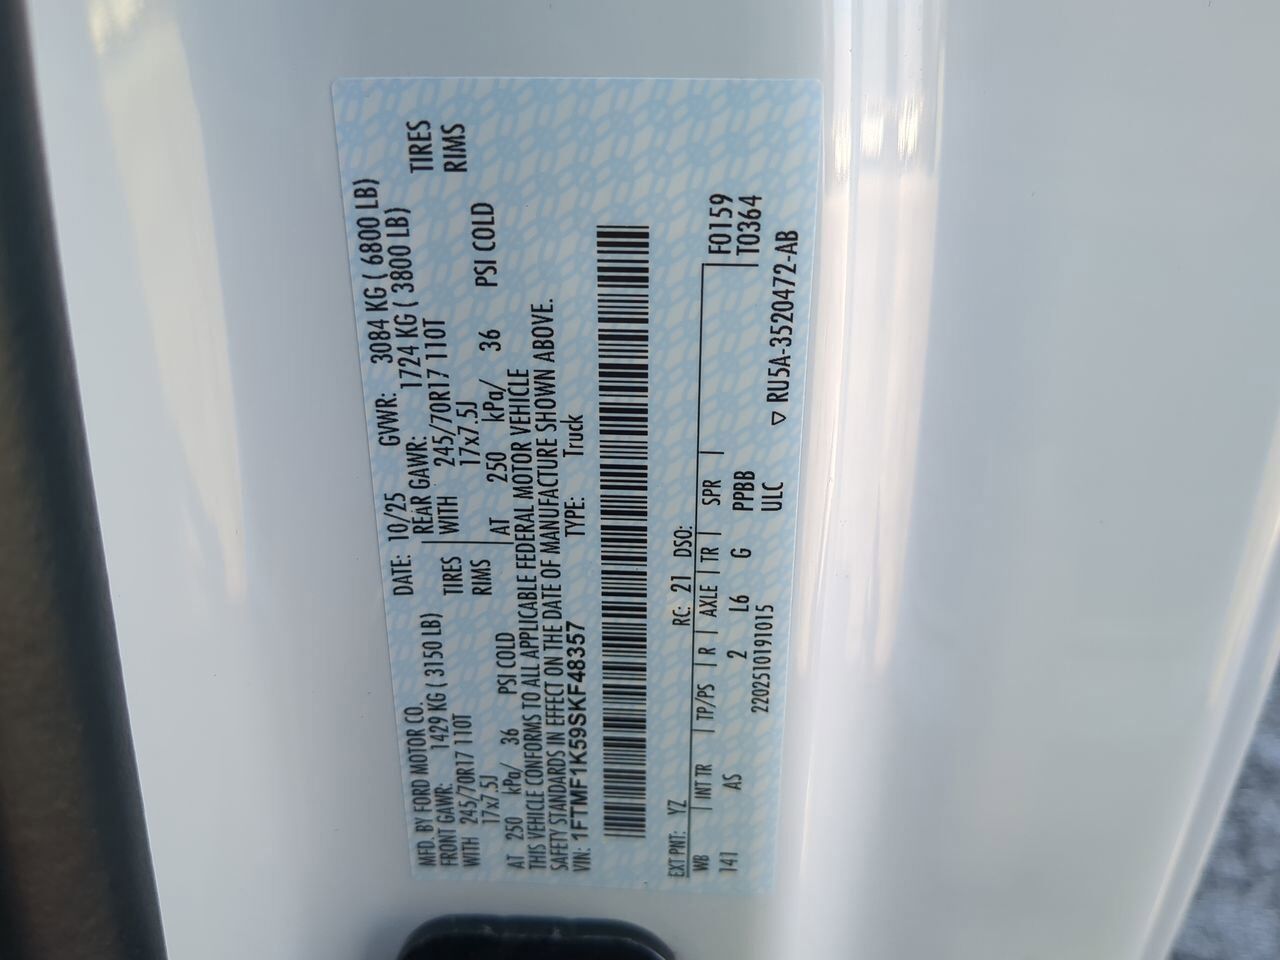 MFD. BY FORD MOTOR CO. DATE: 10/25 GVWR: 3084 KG ( 6800 LB)
FRONT GAWR: 1429 KG ( 3150 LB) REAR GAWR: 1724 KG ( 3800 LB)
WITH 245/70R17 110T TIRES WITH 245/70R17 110T TIRES
17x7.5J RIMS 17x7.5J RIMS
AT 250 kPa/ 36 PSI COLD AT 250 kPa/ 36 PSI COLD
THIS VEHICLE CONFORMS TO ALL APPLICABLE FEDERAL MOTOR VEHICLE
SAFETY STANDARDS IN EFFECT ON THE DATE OF MANUFACTURE SHOWN ABOVE.
VIN: 1FTMF1K59SKF48357 TYPE: Truck
EXT PNT: YZ RC: 21 DSO:
WB INT TR TP/PS R AXLE TR SPR F0159
141 AS 2 L6 G PPBB T0364
2202510191015 ULC ▽ RU5A-3520472-AB